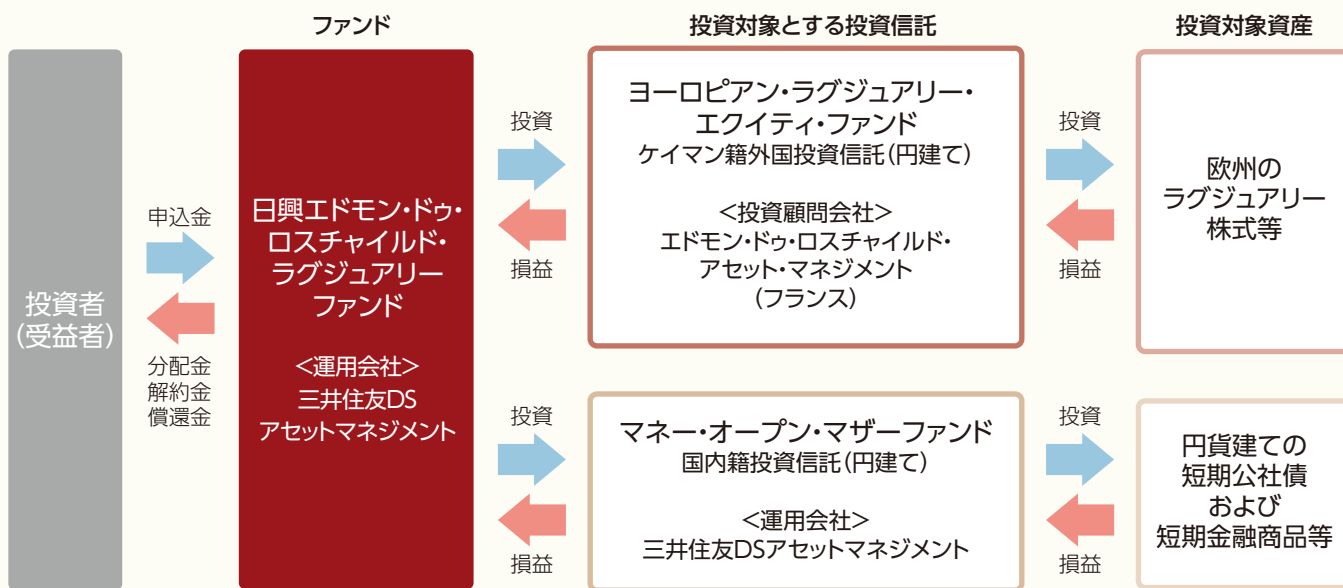 ファンド
投資対象とする投資信託
投資対象資産
投資者
(受益者)
申込金
分配金
解約金
償還金
日興エドモン・ドゥ・
ロスチャイルド・
ラグジュアリー
ファンド
<運用会社>
三井住友DS
アセットマネジメント
投資
損益
ヨーロピアン・ラグジュアリー・
エクイティ・ファンド
ケイマン籍外国投資信託(円建て)
<投資顧問会社>
エドモン・ドゥ・ロスチャイルド・
アセット・マネジメント
(フランス)
投資
損益
欧州の
ラグジュアリー
株式等
投資
損益
マネー・オープン・マザーファンド
国内籍投資信託(円建て)
<運用会社>
三井住友DSアセットマネジメント
投資
損益
円貨建ての
短期公社債
および
短期金融商品等